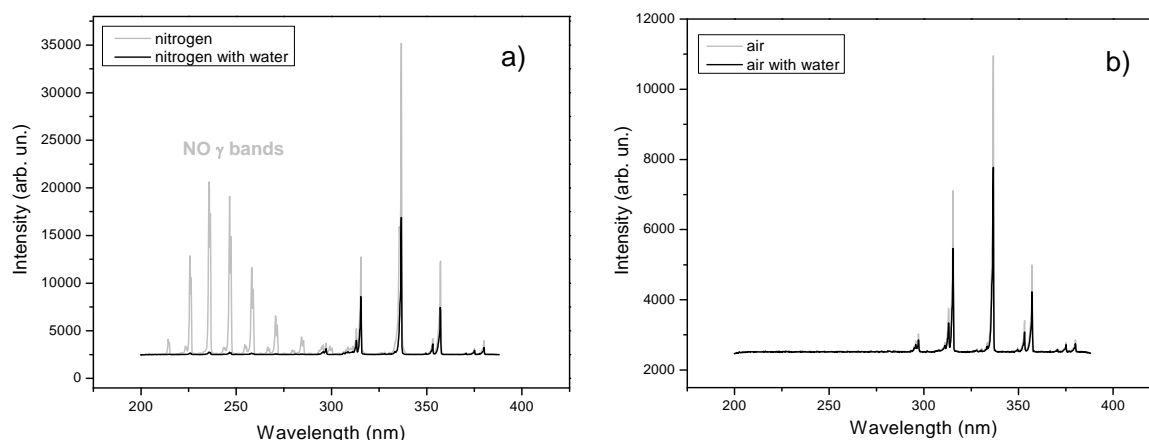 nitrogen
nitrogen with water
a)
NO γ bands
35000
30000
25000
20000
15000
10000
5000
0
Intensity (arb. un.)
200
250
300
350
400
Wavelength (nm)
air
air with water
b)
12000
10000
8000
6000
4000
2000
Intensity (arb. un.)
200
250
300
350
400
Wavelength (nm)